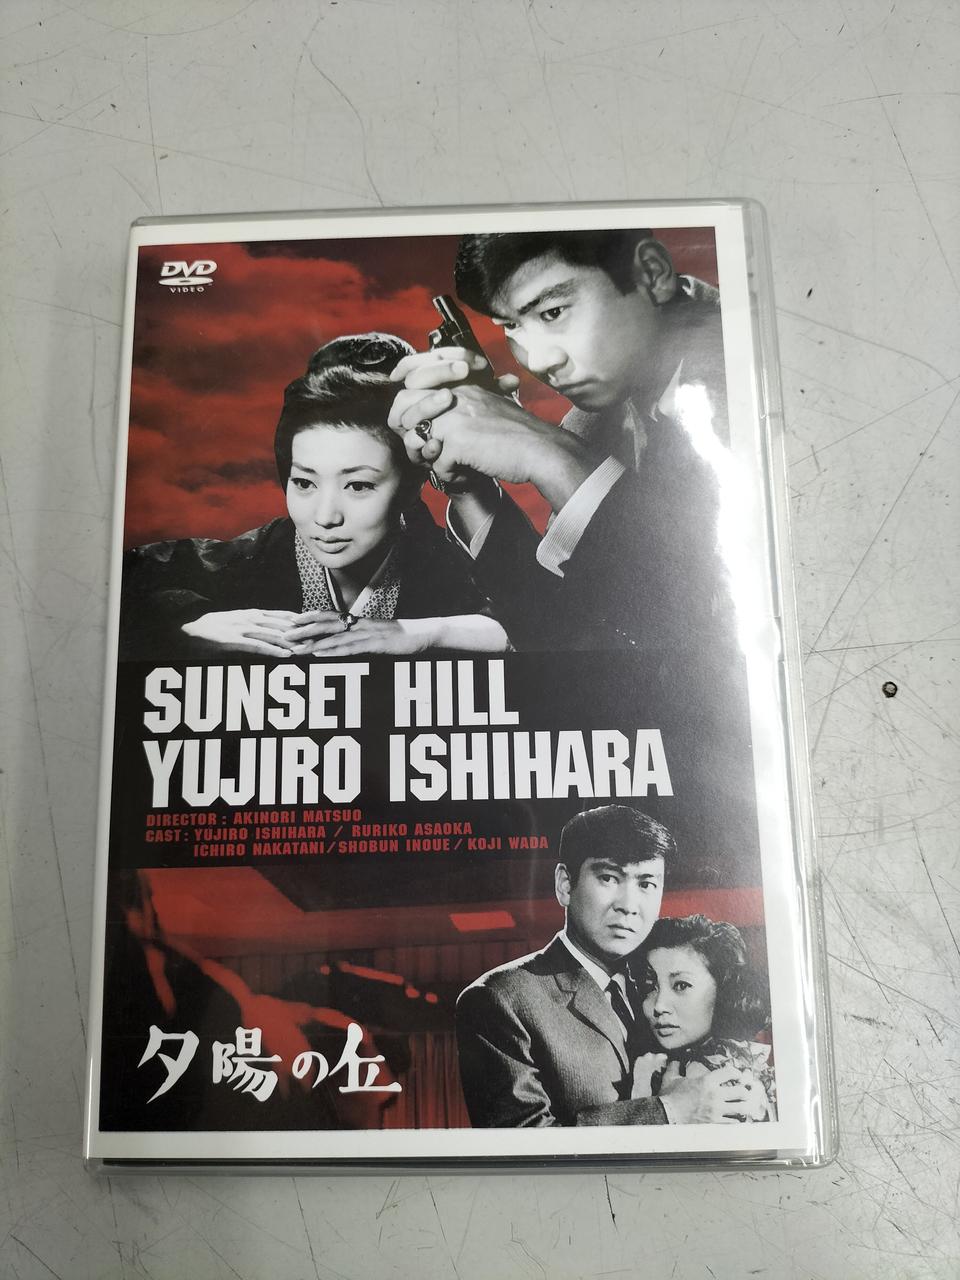 DVD
VIDEO
SUNSET HILL
YUJIRO ISHIHARA
DIRECTOR : AKINORI MATSUO
CAST : YUJIRO ISHIHARA / RURIKO ASAOKA
ICHIRO NAKATANI / SHOBUN INOUE / KOJI WADA
夕陽の丘